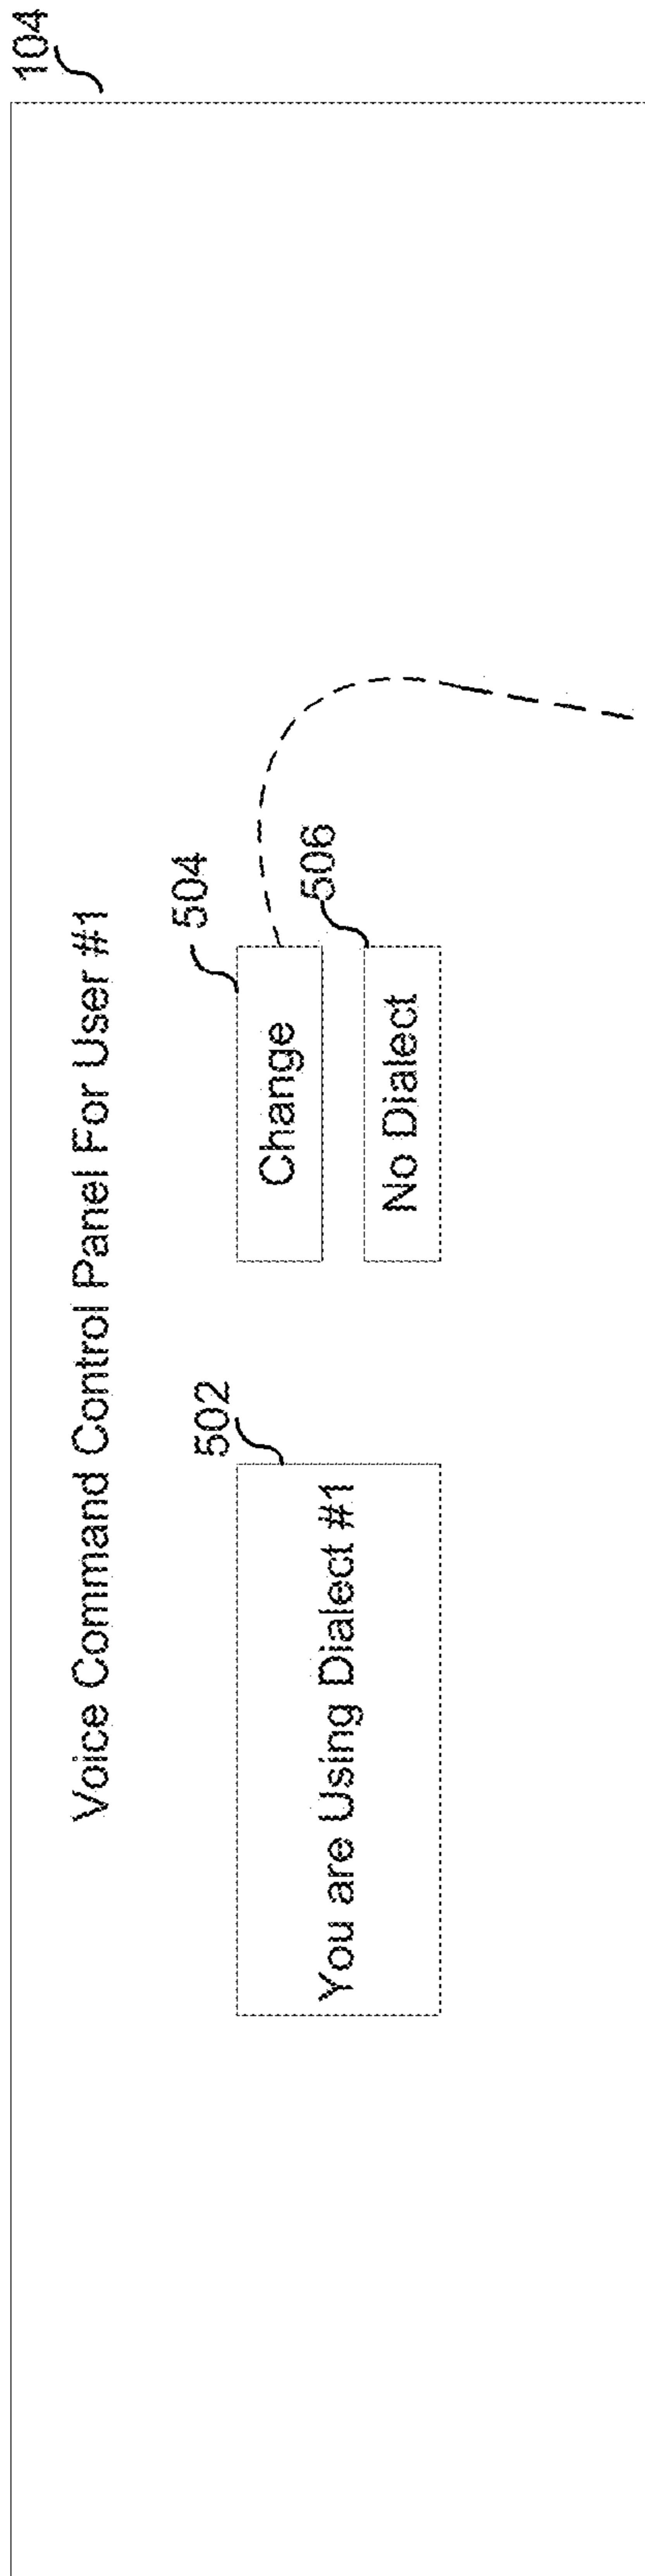 104
Voice Command Control Panel For User #1
502
You are Using Dialect #1
504
Change
506
No Dialect